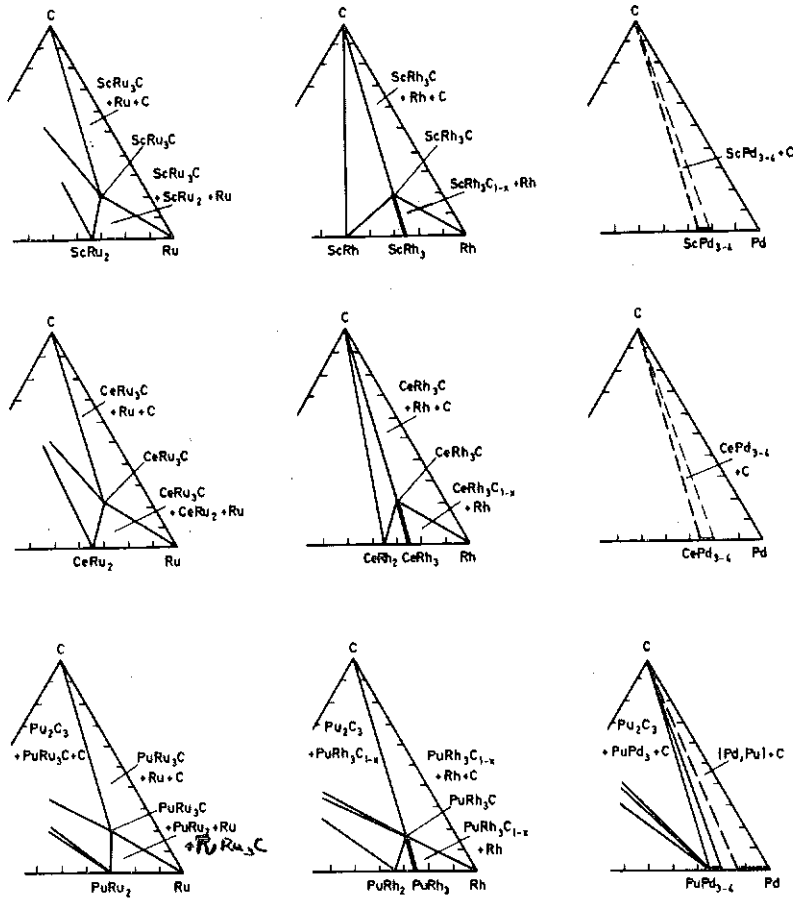 C
ScRu₃C
+Ru+C
ScRu₃C
ScRu₃C
+ScRu₂+Ru
ScRu₂
Ru
C
ScRh₃C
+Rh+C
ScRh₃C
ScRh₃C₁₋ₓ+Rh
ScRh
ScRh₃
Rh
C
ScPd₃₋₄+C
ScPd₃₋₄
Pd
C
CeRu₃C
+Ru+C
CeRu₃C
CeRu₃C
+CeRu₂+Ru
CeRu₂
Ru
C
CeRh₃C
+Rh+C
CeRh₃C
CeRh₃C₁₋ₓ
+Rh
CeRh₂
CeRh₃
Rh
C
CePd₃₋₄
+C
CePd₃₋₄
Pd
C
Pu₂C₃
+PuRu₃C+C
PuRu₃C
+Ru+C
PuRu₃C
+PuRu₂+Ru
Ru₃C
PuRu₂
Ru
C
Pu₂C₃
+PuRh₃C₁₋ₓ
PuRh₃C₁₋ₓ
+Rh+C
PuRh₃C
PuRh₃C₁₋ₓ
+Rh
PuRh₂
PuRh₃
Rh
C
Pu₂C₃
+PuPd₃+C
(Pd,Pu)+C
PuPd₃₋₄
Pd